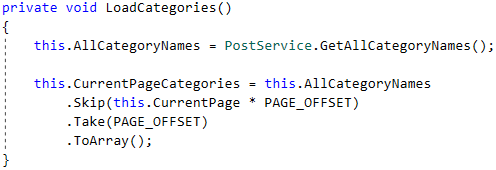 private void LoadCategories()
{
this.AllCategoryNames = PostService.GetAllCategoryNames();
this.CurrentPageCategories = this.AllCategoryNames
.Skip(this.CurrentPage * PAGE_OFFSET)
.Take(PAGE_OFFSET)
.ToArray();
}